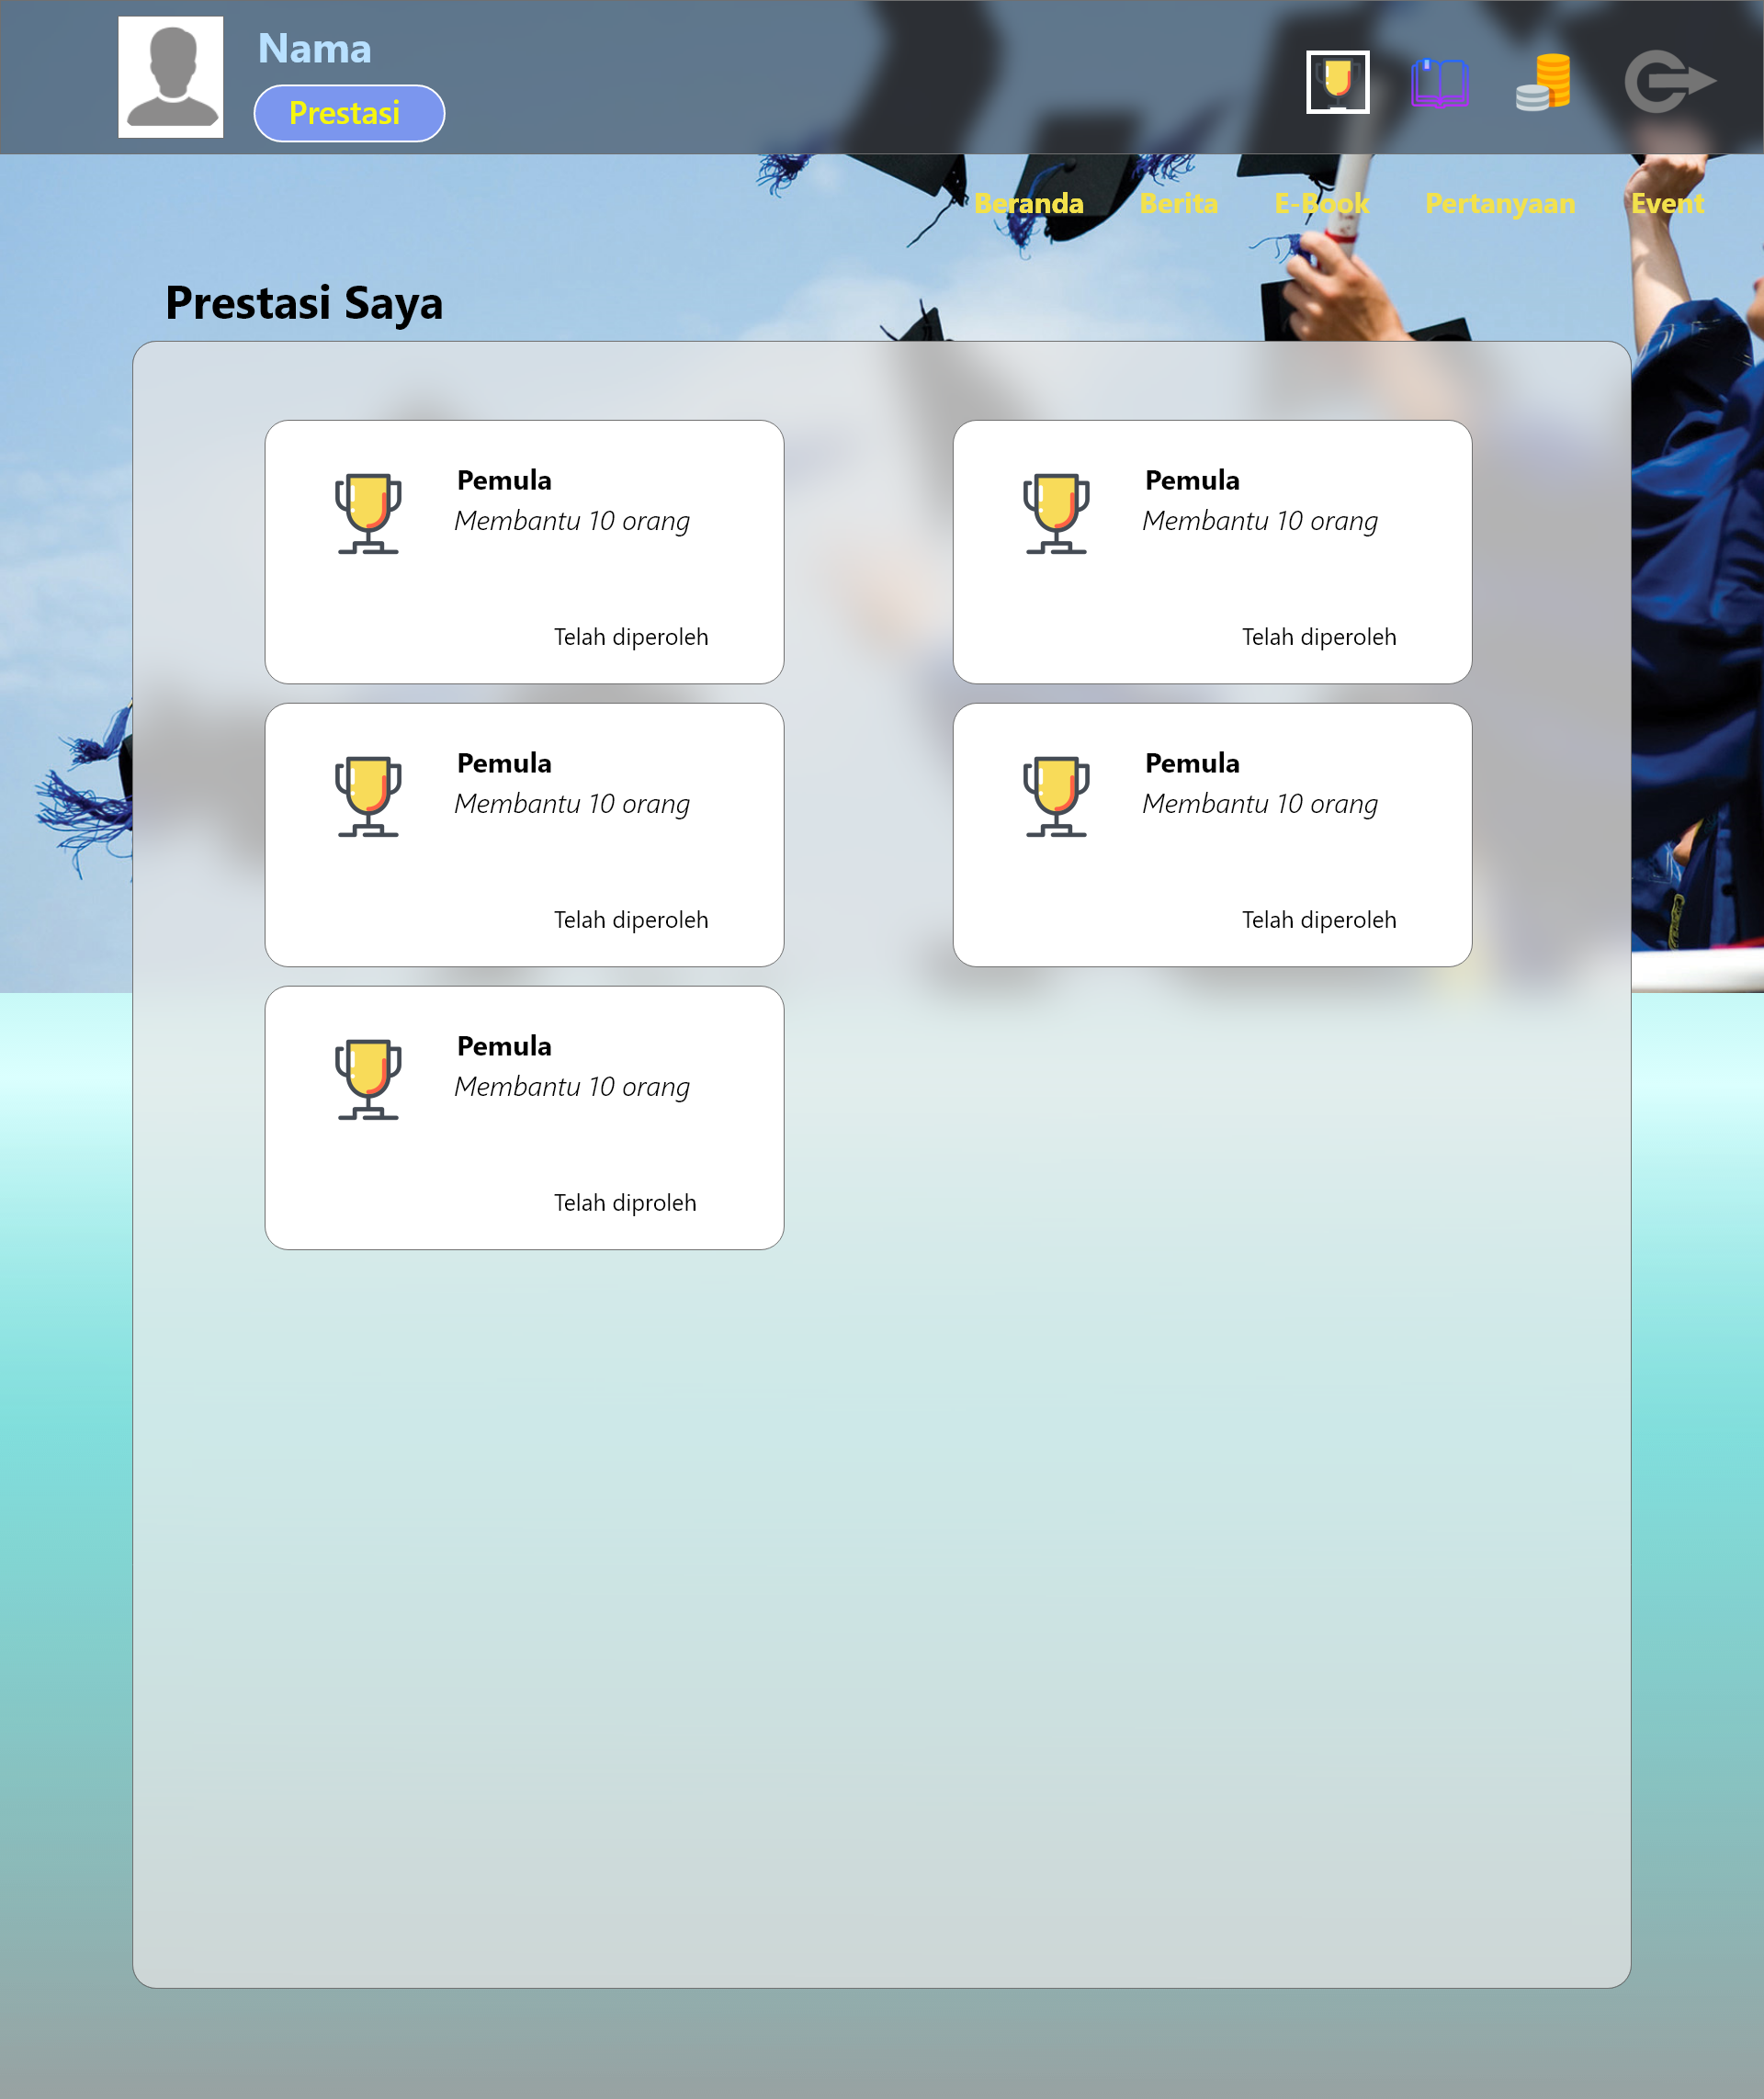 Nama
Prestasi
Beranda Berita E-Book Pertanyaan Event
Prestasi Saya
Pemula
Membantu 10 orang
Telah diperoleh
Pemula
Membantu 10 orang
Telah diperoleh
Pemula
Membantu 10 orang
Telah diperoleh
Pemula
Membantu 10 orang
Telah diperoleh
Pemula
Membantu 10 orang
Telah diproleh